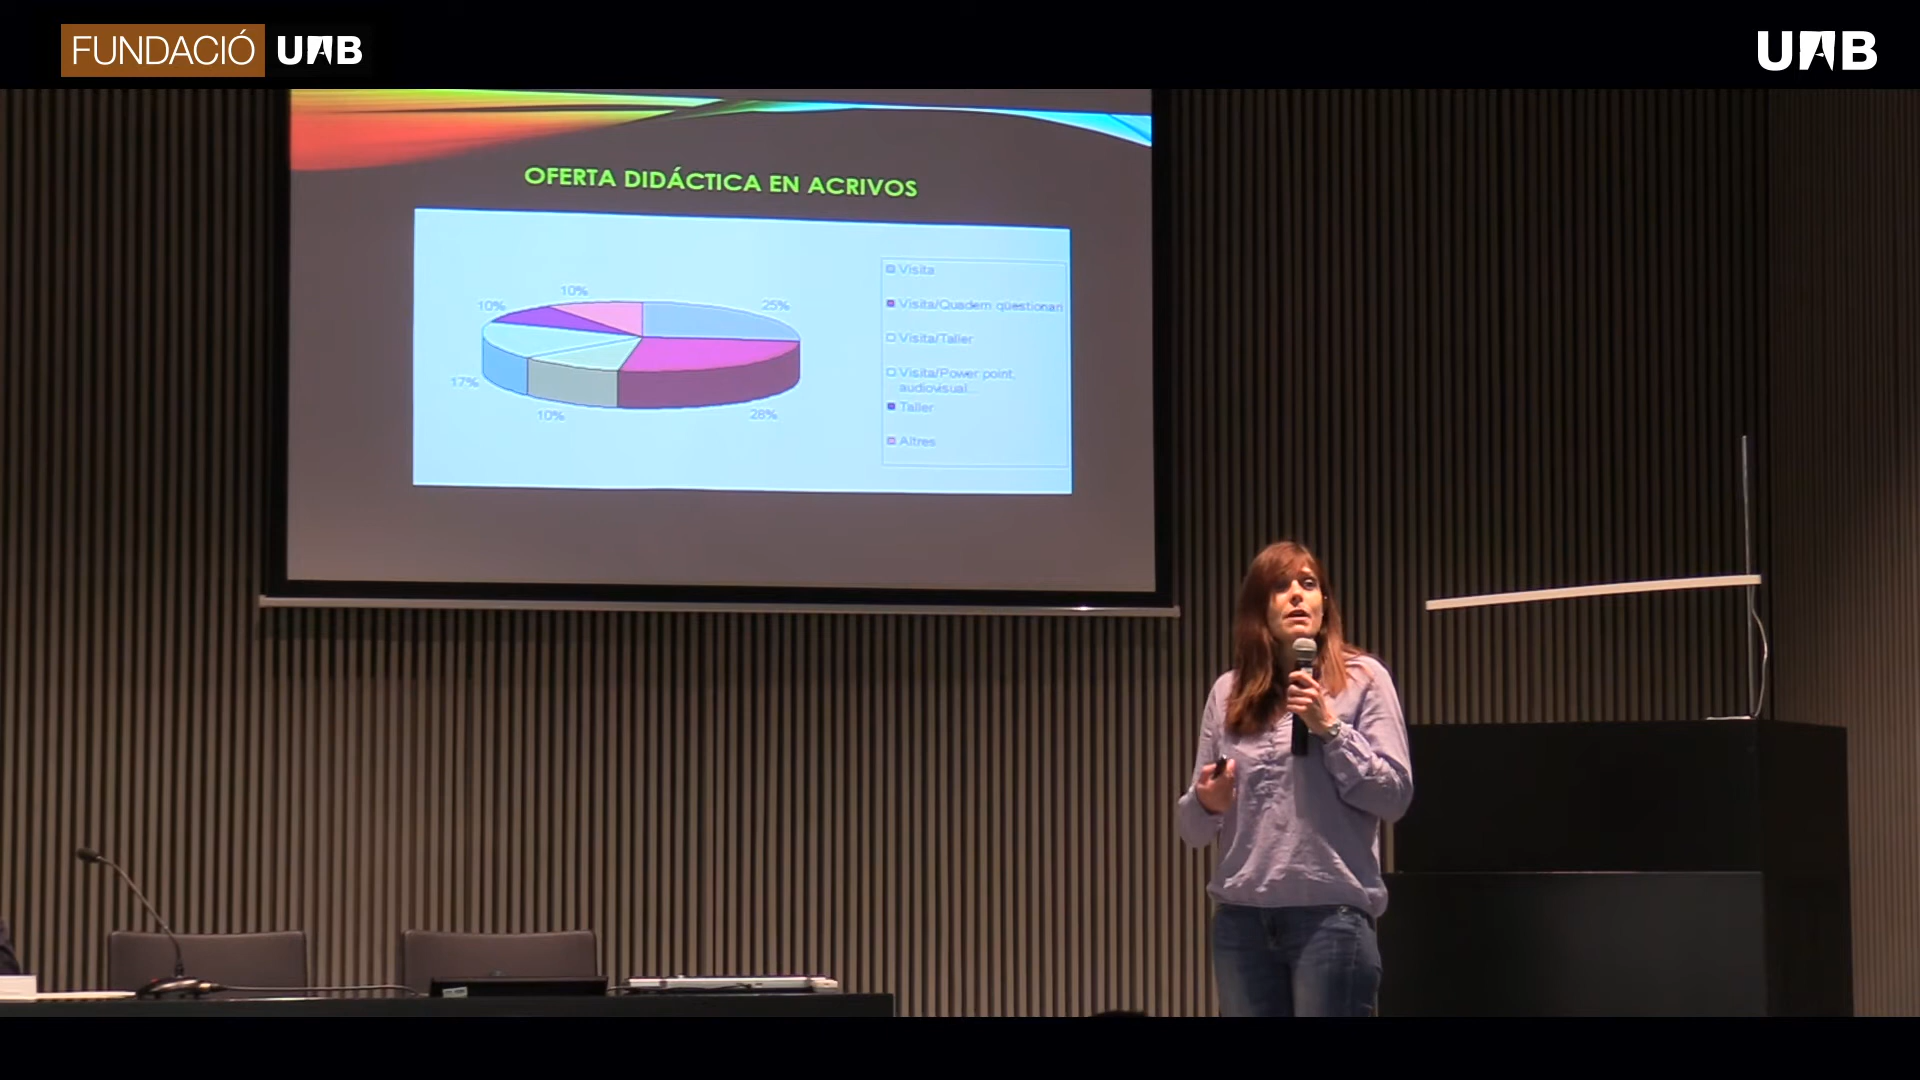 FUNDACIÓ UAB
UAB
OFERTA DIDÁCTICA EN ACRIVOS
10%
10%
25%
17%
10%
28%
Visita
Visita/Quadern qüestionari
Visita/Taller
Visita/Power point,
audiovisual...
Taller
Altres